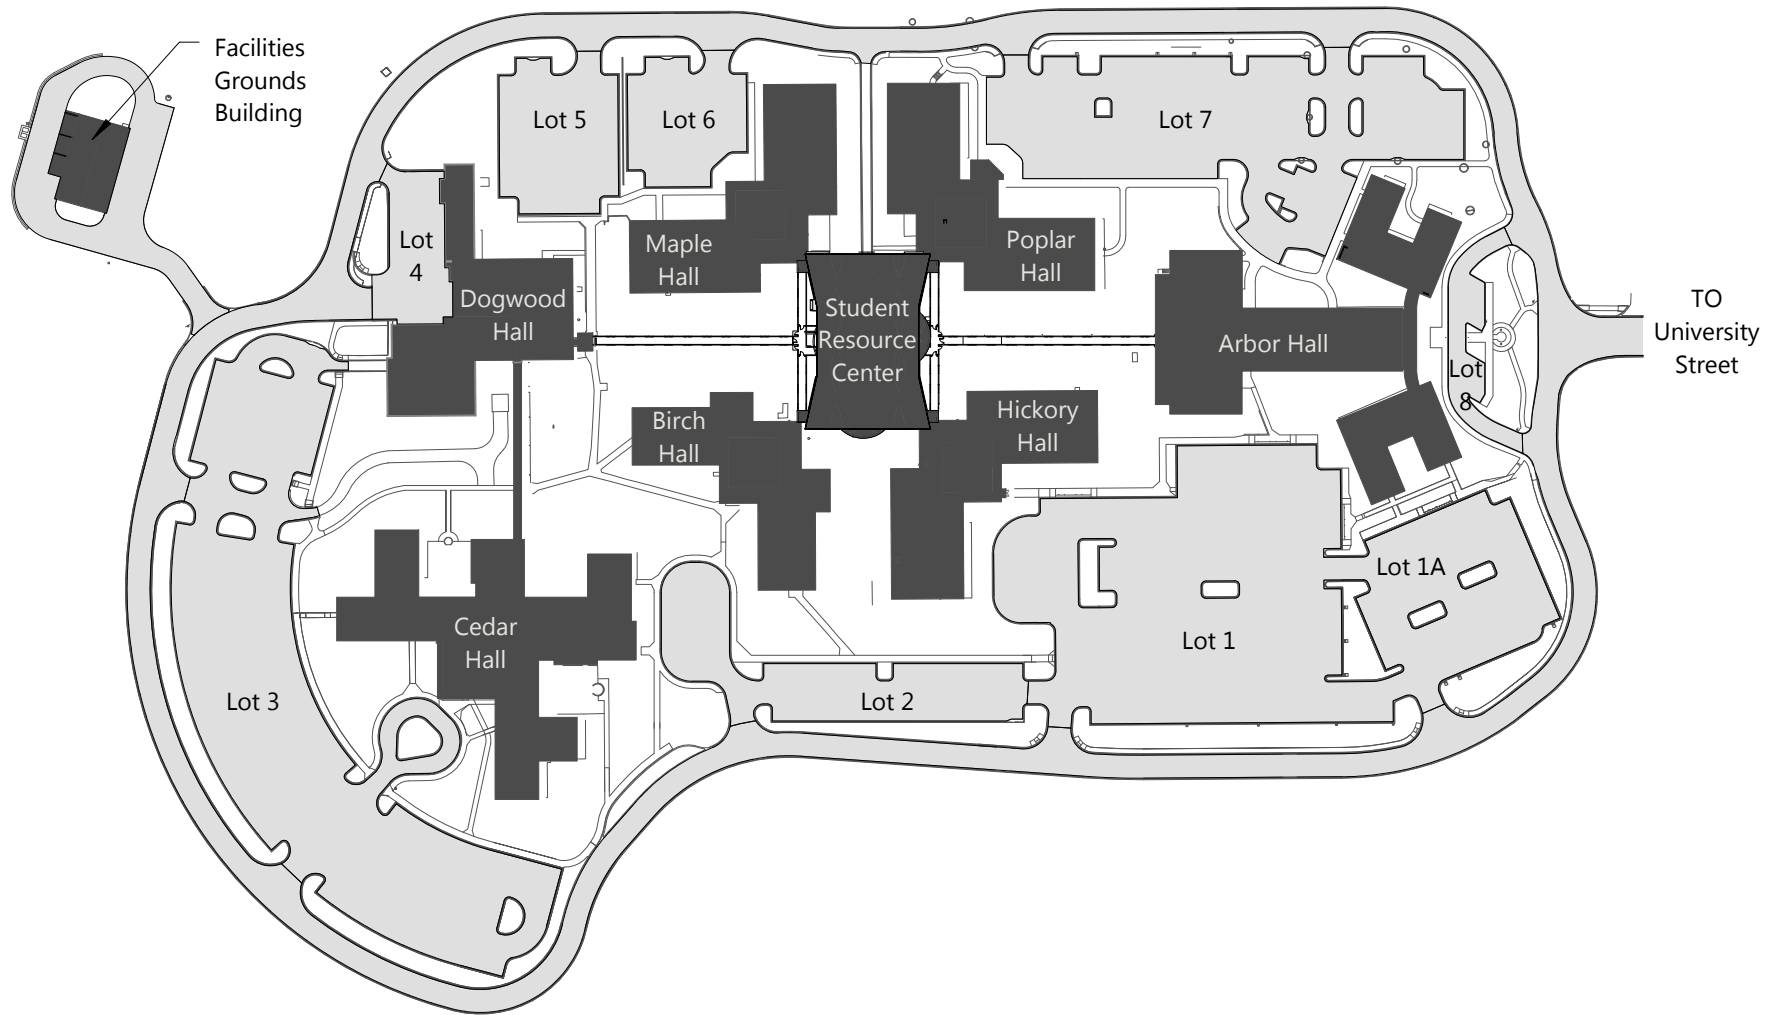 Facilities
Grounds
Building
Lot 5
Lot 6
Lot 7
Lot
4
Maple
Hall
Poplar
Hall
Dogwood
Hall
Student
Resource
Center
Arbor Hall
TO
University
Street
Lot
8
Birch
Hall
Hickory
Hall
Lot 1A
Cedar
Hall
Lot 1
Lot 3
Lot 2